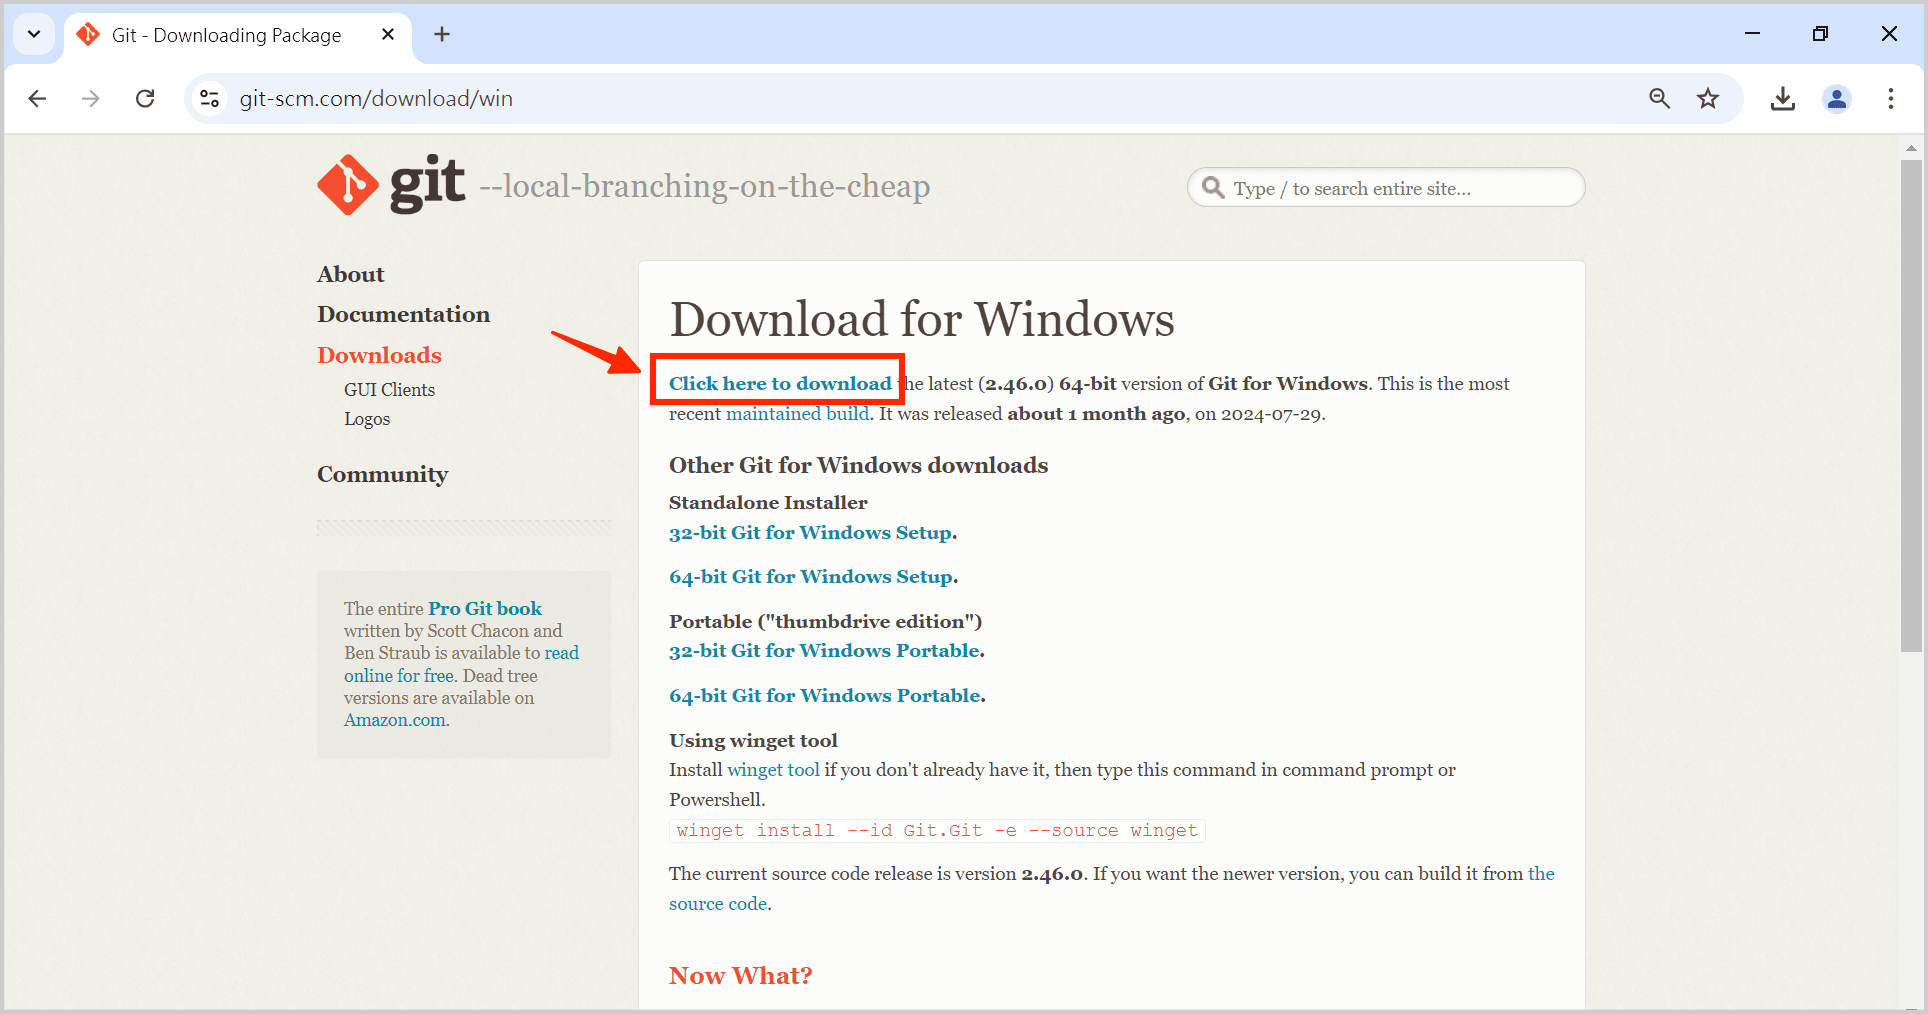 Git - Downloading Package
git-scm.com/download/win
git --local-branching-on-the-cheap
Type / to search entire site...
About
Documentation
Downloads
GUI Clients
Logos
Community
The entire Pro Git book
written by Scott Chacon and
Ben Straub is available to read
online for free. Dead tree
versions are available on
Amazon.com.
Download for Windows
Click here to download the latest (2.46.0) 64-bit version of Git for Windows. This is the most
recent maintained build. It was released about 1 month ago, on 2024-07-29.
Other Git for Windows downloads
Standalone Installer
32-bit Git for Windows Setup.
64-bit Git for Windows Setup.
Portable ("thumbdrive edition")
32-bit Git for Windows Portable.
64-bit Git for Windows Portable.
Using winget tool
Install winget tool if you don't already have it, then type this command in command prompt or
Powershell.
winget install --id Git.Git -e --source winget
The current source code release is version 2.46.0. If you want the newer version, you can build it from the
source code.
Now What?